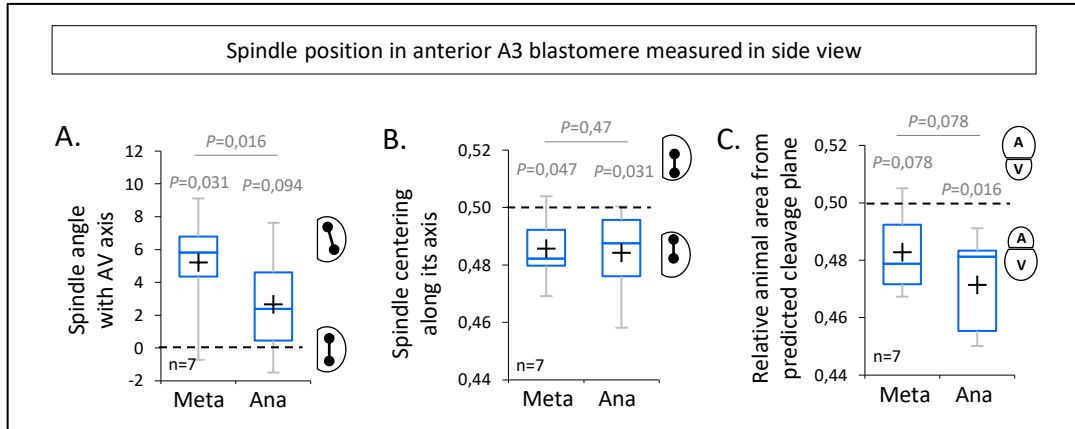 Spindle position in anterior A3 blastomere measured in side view
A.
Spindle angle
with AV axis
12
10
8
6
4
2
0
-2
P=0,016
P=0,031
P=0,094
n=7
Meta
Ana
B.
Spindle centering
along its axis
0,52
0,50
0,48
0,46
0,44
P=0,47
P=0,047
P=0,031
n=7
Meta
Ana
C.
Relative animal area from
predicted cleavage plane
0,52
0,50
0,48
0,46
0,44
P=0,078
P=0,078
P=0,016
n=7
Meta
Ana
A
V
A
V